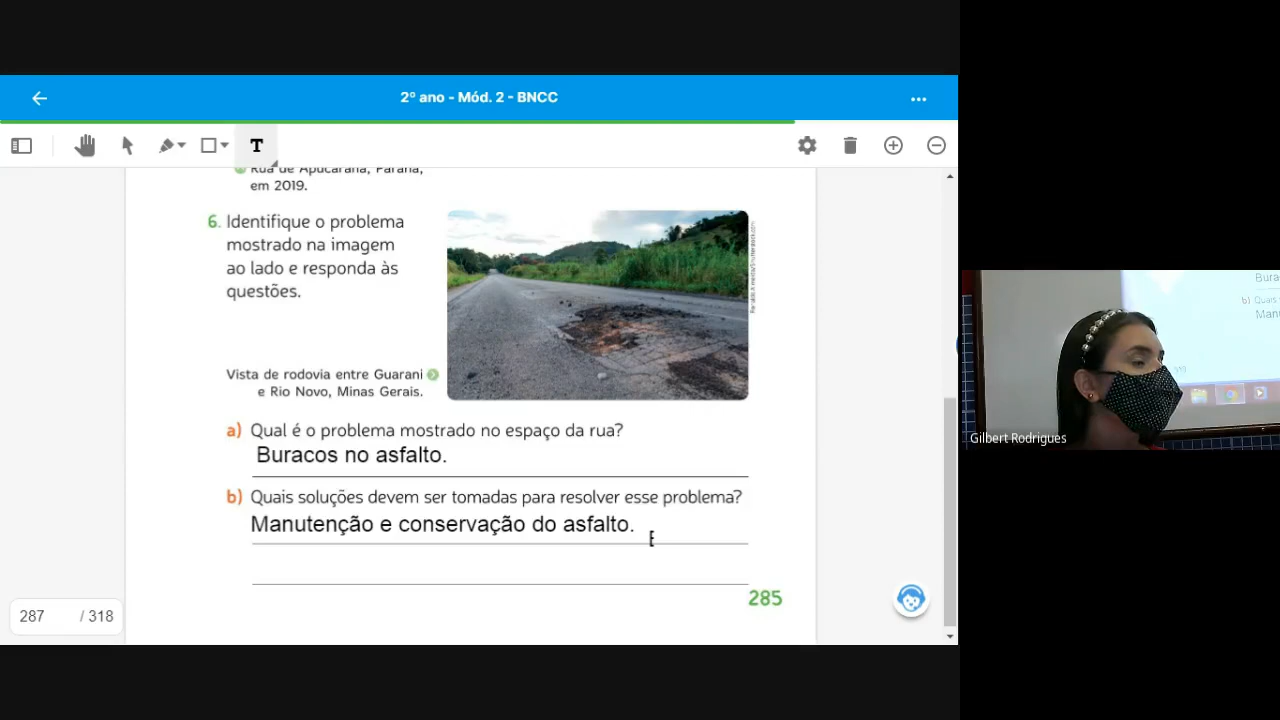 2º ano - Mód. 2 - BNCC
T
Rua de Apucarana, Paraná,
em 2019.
6. Identifique o problema
mostrado na imagem
ao lado e responda às
questões.
Vista de rodovia entre Guarani
e Rio Novo, Minas Gerais.
a) Qual é o problema mostrado no espaço da rua?
Buracos no asfalto.
b) Quais soluções devem ser tomadas para resolver esse problema?
Manutenção e conservação do asfalto.
285
287 / 318
Bura
b) Quais
Manu
Gilbert Rodrigues